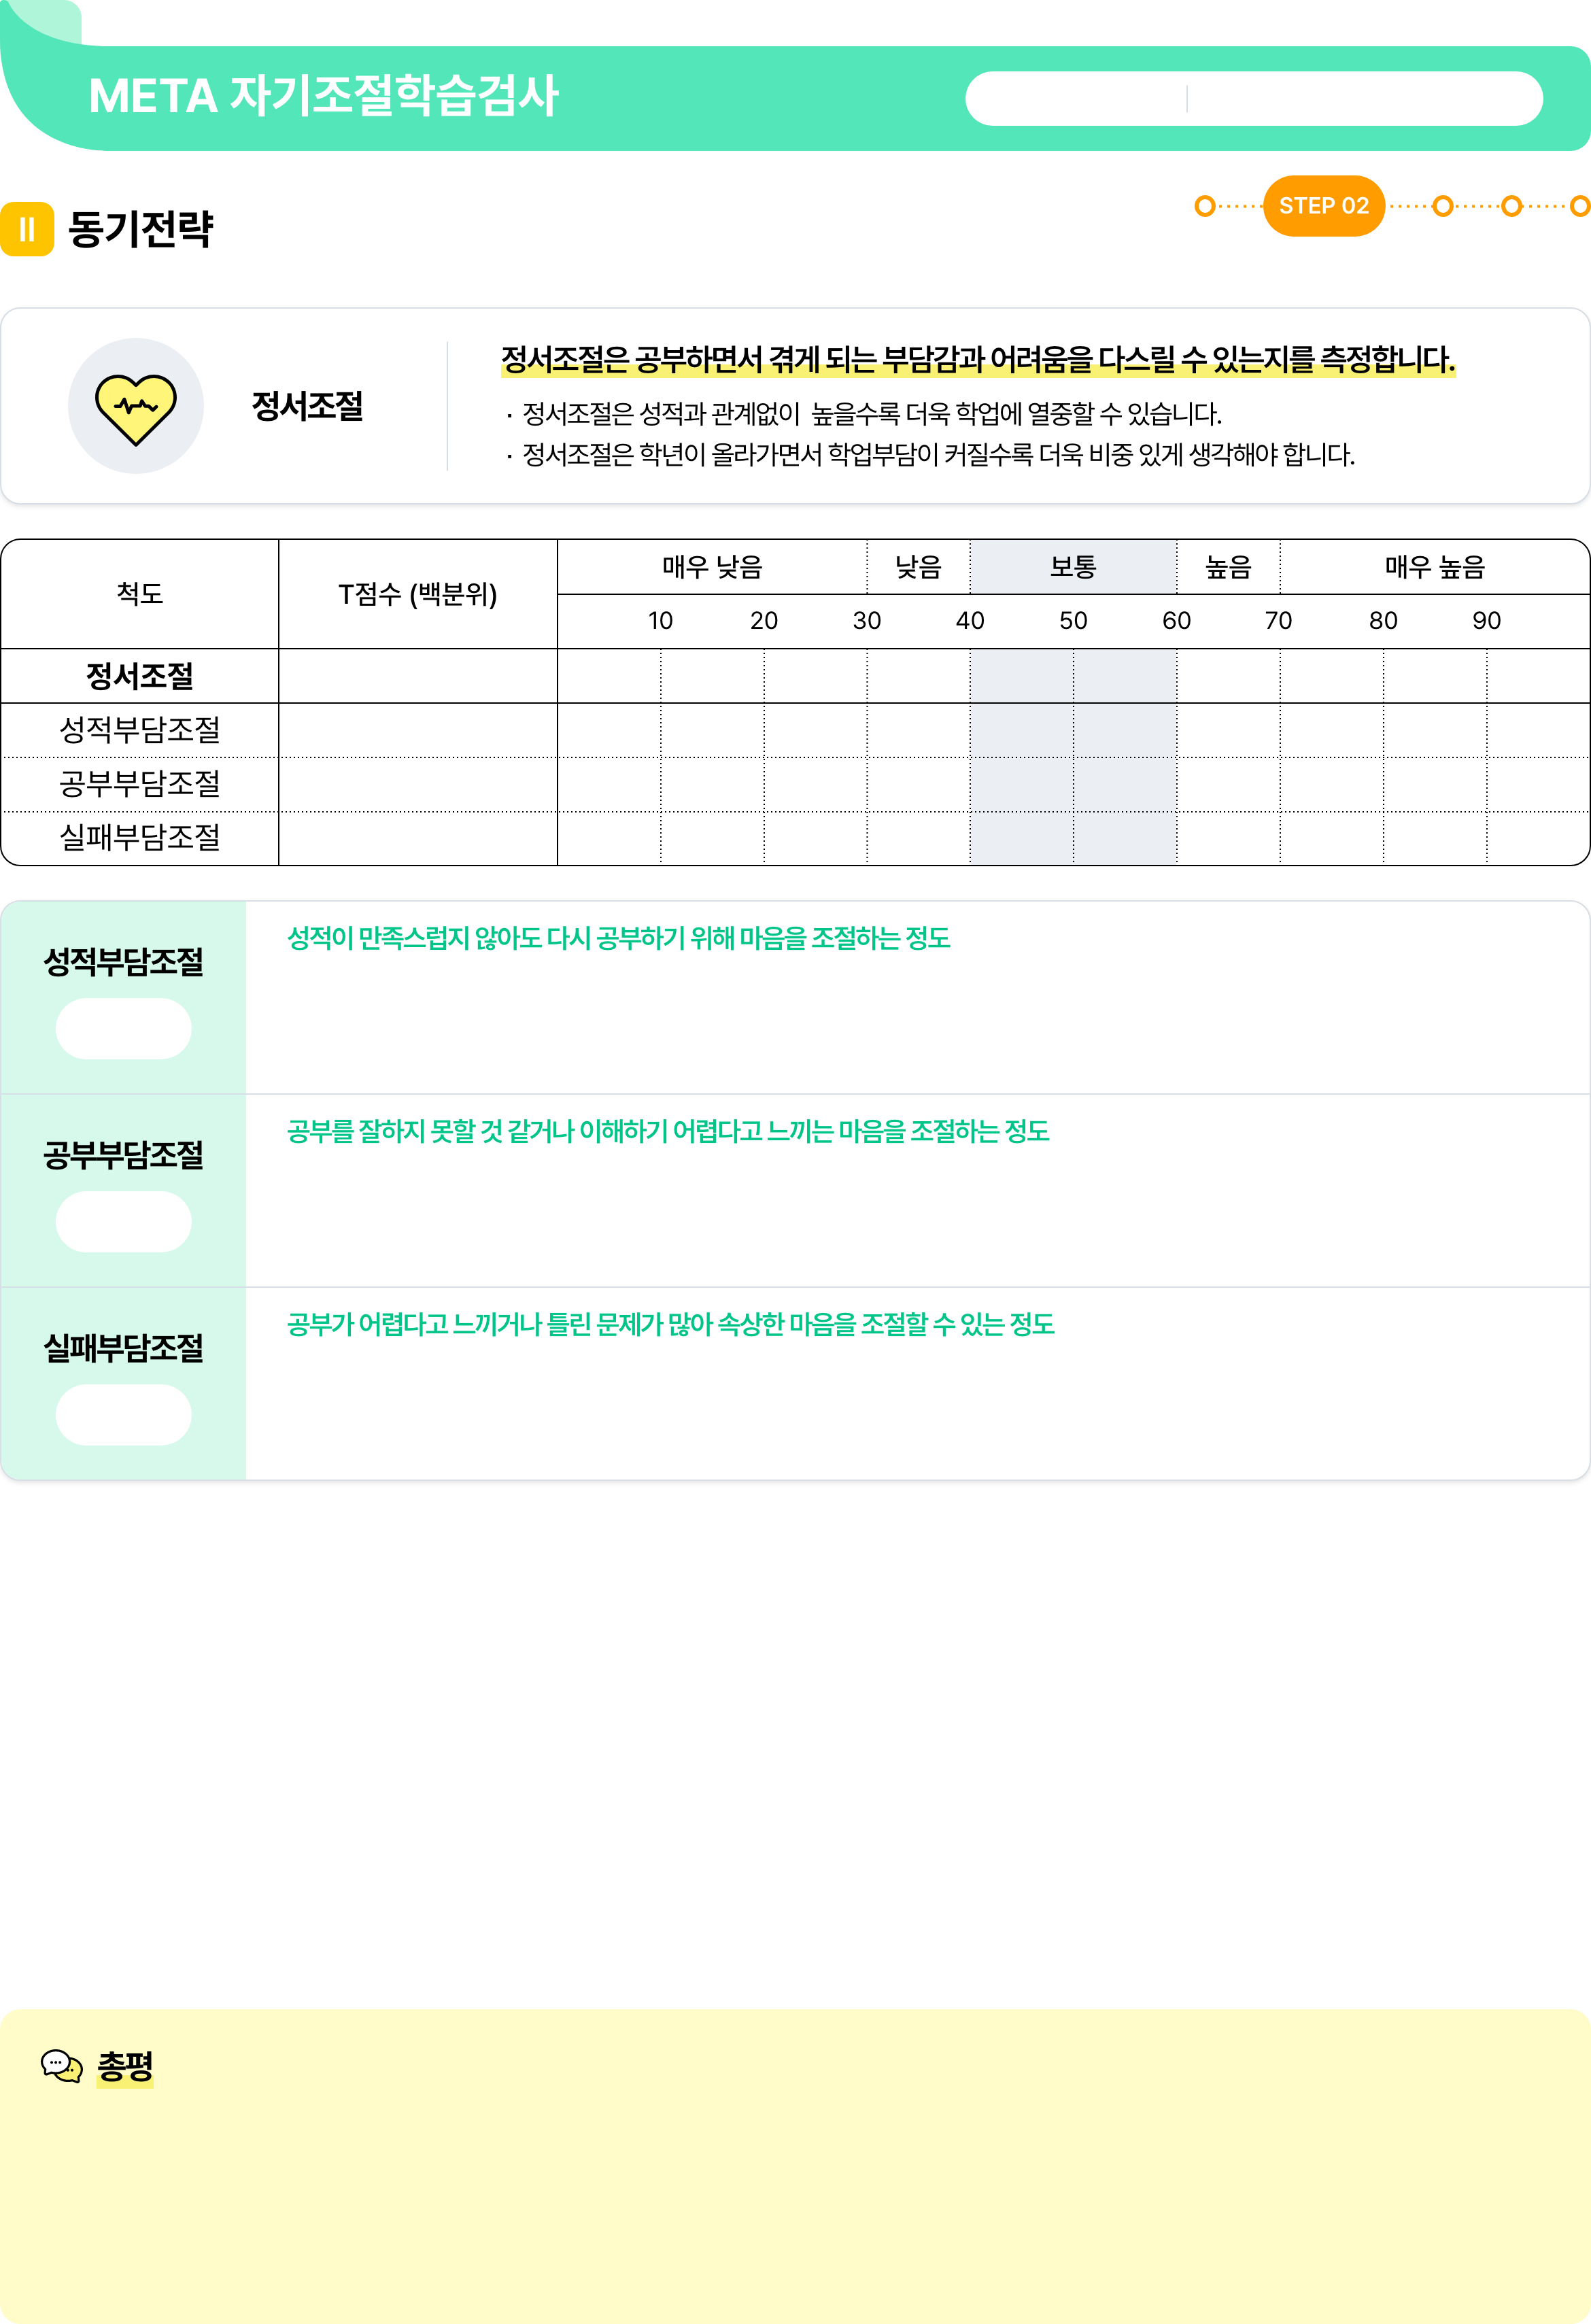 META 자기조절학습검사
STEP 02
II 동기전략
정서조절
정서조절은 공부하면서 겪게 되는 부담감과 어려움을 다스릴 수 있는지를 측정합니다.
· 정서조절은 성적과 관계없이 높을수록 더욱 학업에 열중할 수 있습니다.
· 정서조절은 학년이 올라가면서 학업부담이 커질수록 더욱 비중 있게 생각해야 합니다.
척도 T점수 (백분위) 매우 낮음 낮음 보통 높음 매우 높음
10 20 30 40 50 60 70 80 90
정서조절
성적부담조절
공부부담조절
실패부담조절
성적부담조절
성적이 만족스럽지 않아도 다시 공부하기 위해 마음을 조절하는 정도
공부부담조절
공부를 잘하지 못할 것 같거나 이해하기 어렵다고 느끼는 마음을 조절하는 정도
실패부담조절
공부가 어렵다고 느끼거나 틀린 문제가 많아 속상한 마음을 조절할 수 있는 정도
총평